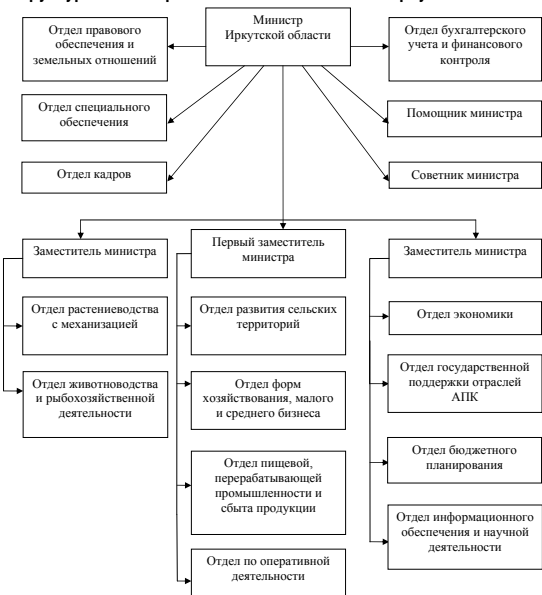 Министр
Иркутской области
Отдел правового
обеспечения и
земельных отношений
Отдел бухгалтерского
учета и финансового
контроля
Отдел специального
обеспечения
Помощник министра
Отдел кадров
Советник министра
Заместитель министра
Первый заместитель
министра
Заместитель министра
Отдел растениеводства
с механизацией
Отдел животноводства
и рыбохозяйственной
деятельности
Отдел развития сельских
территорий
Отдел форм
хозяйствования, малого
и среднего бизнеса
Отдел пищевой,
перерабатывающей
промышленности и
сбыта продукции
Отдел по оперативной
деятельности
Отдел экономики
Отдел государственной
поддержки отраслей
АПК
Отдел бюджетного
планирования
Отдел информационного
обеспечения и научной
деятельности